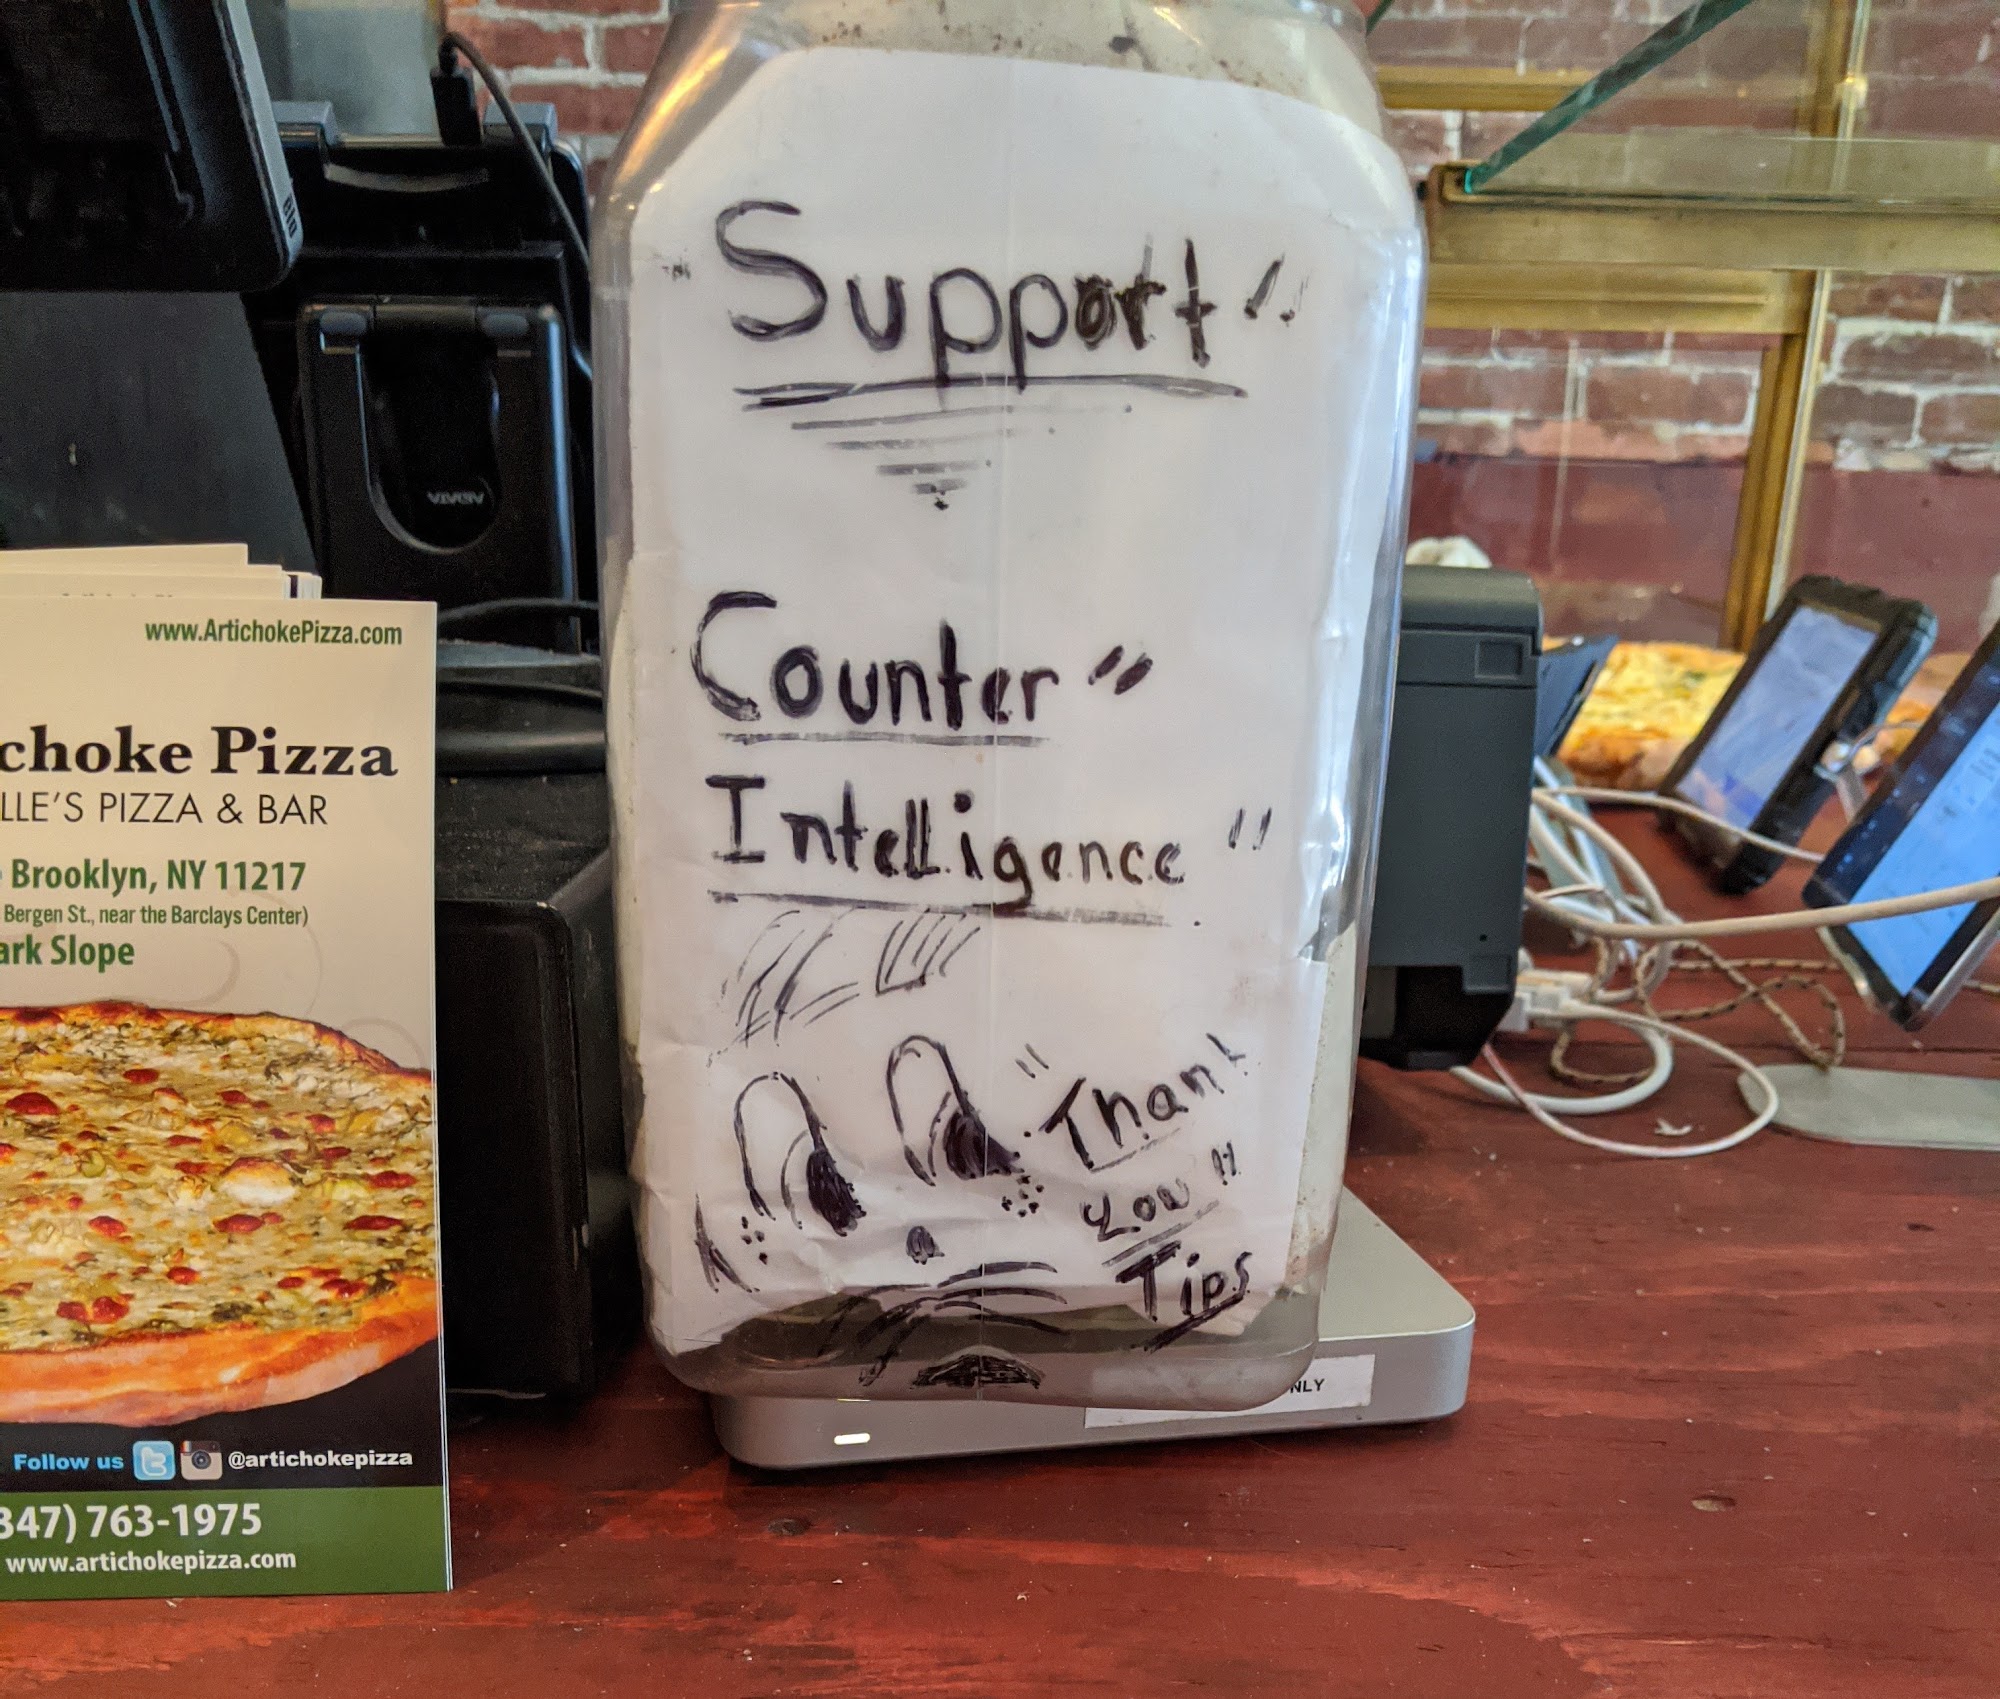 "Support"
Counter"
Intelligence"
"Thank
You"
Tips
www.ArtichokePizza.com
choke Pizza
LLE'S PIZZA & BAR
Brooklyn, NY 11217
Bergen St., near the Barclays Center)
ark Slope
Follow us @artichokepizza
347) 763-1975
www.artichokepizza.com
NLY